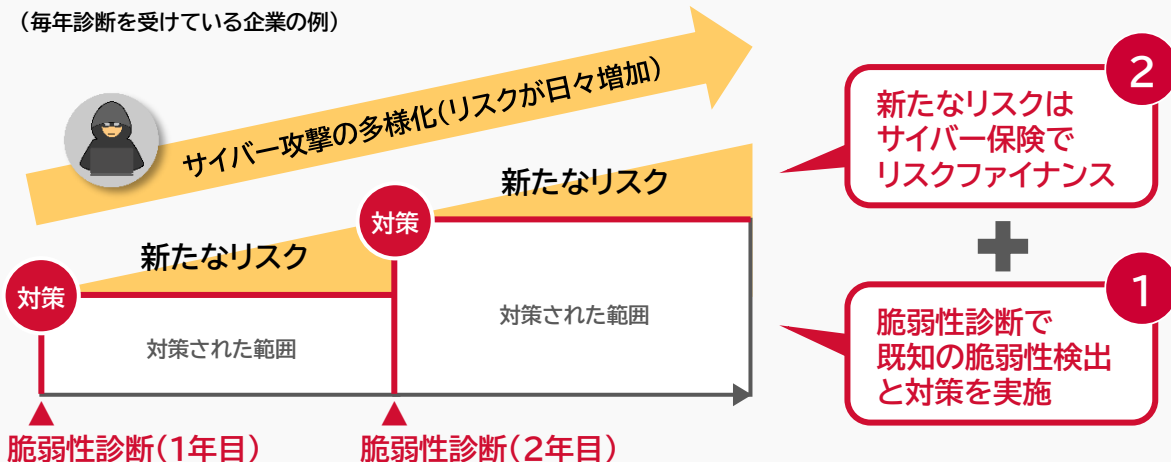 （毎年診断を受けている企業の例）
サイバー攻撃の多様化（リスクが日々増加）
新たなリスク
対策
新たなリスク
対策
対策された範囲
対策された範囲
脆弱性診断（1年目）
脆弱性診断（2年目）
2
新たなリスクは
サイバー保険で
リスクファイナンス
1
脆弱性診断で
既知の脆弱性検出
と対策を実施